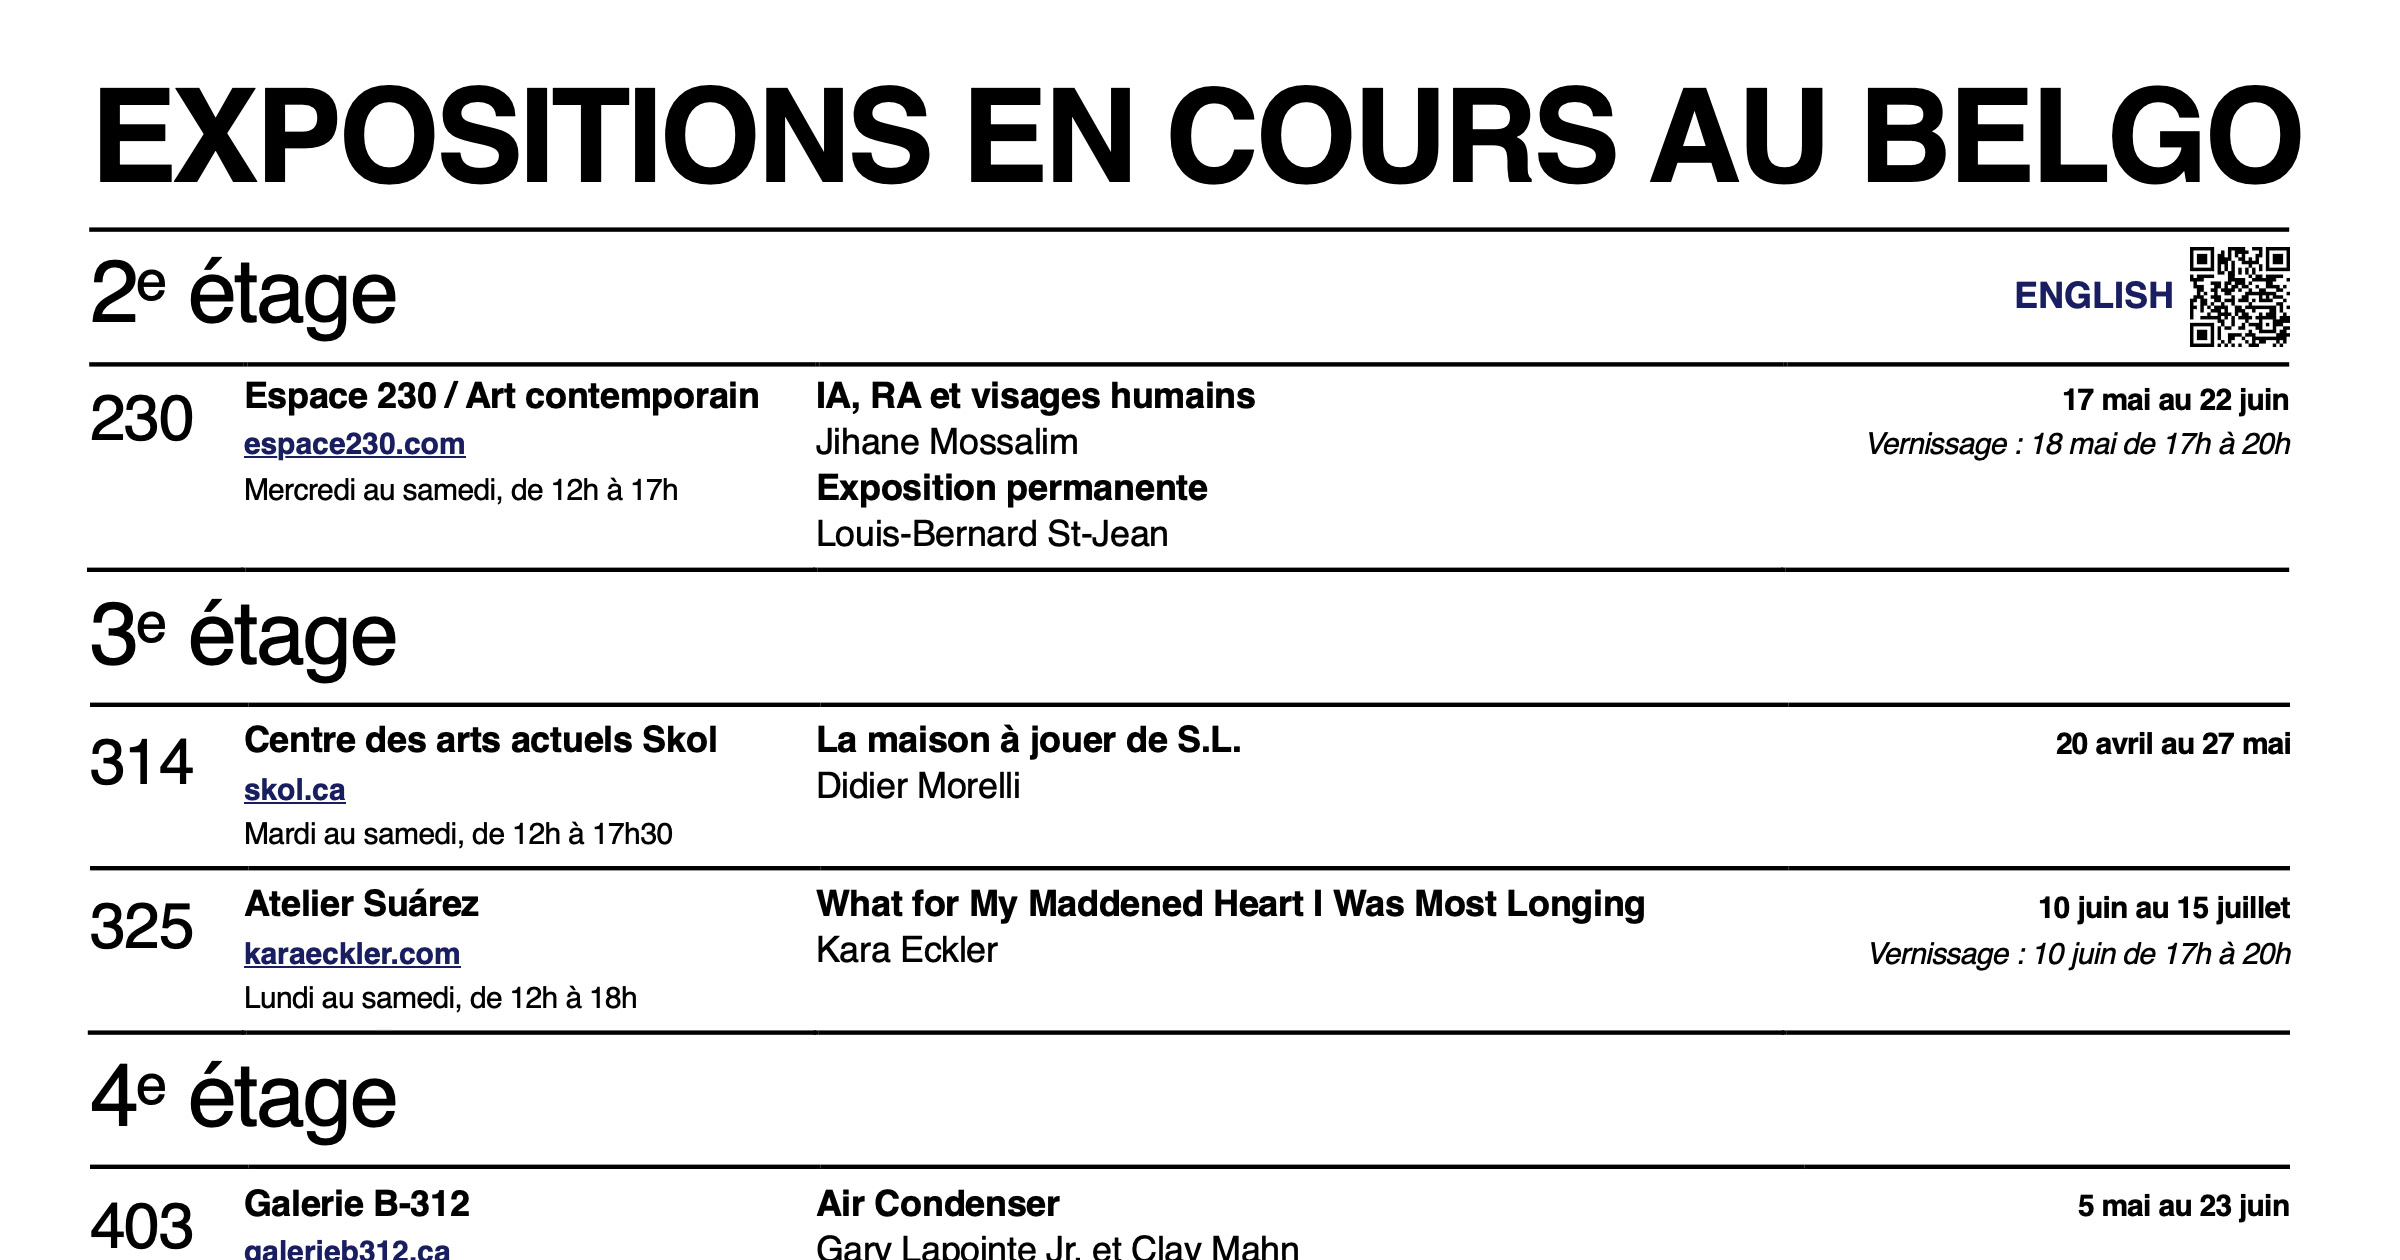 EXPOSITIONS EN COURS AU BELGO
2e étage
ENGLISH
230
Espace 230 / Art contemporain
espace230.com
Mercredi au samedi, de 12h à 17h
IA, RA et visages humains
Jihane Mossalim
Exposition permanente
Louis-Bernard St-Jean
17 mai au 22 juin
Vernissage : 18 mai de 17h à 20h
3e étage
314
Centre des arts actuels Skol
skol.ca
Mardi au samedi, de 12h à 17h30
La maison à jouer de S.L.
Didier Morelli
20 avril au 27 mai
325
Atelier Suárez
karaeckler.com
Lundi au samedi, de 12h à 18h
What for My Maddened Heart I Was Most Longing
Kara Eckler
10 juin au 15 juillet
Vernissage : 10 juin de 17h à 20h
4e étage
403
Galerie B-312
galerieb312.ca
Air Condenser
Gary Lapointe Jr. et Clay Mahn
5 mai au 23 juin